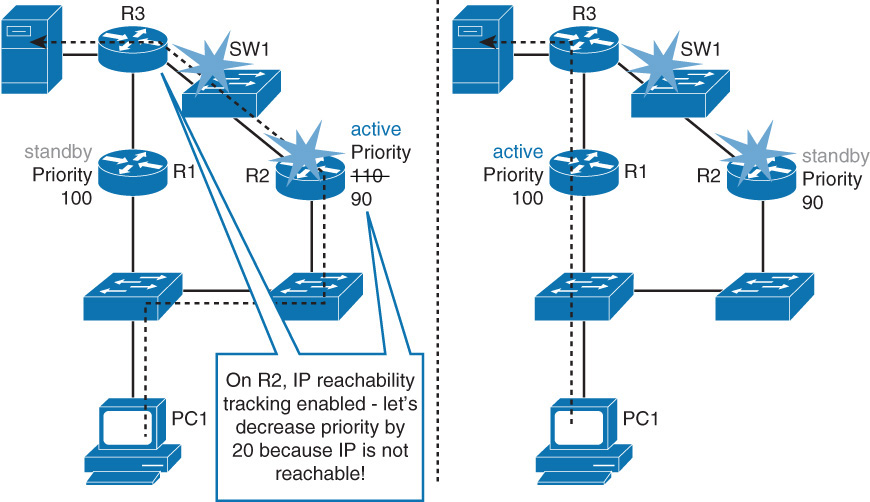 R3
SW1
active
Priority
110
90
standby
Priority
100
R1
R2
On R2, IP reachability
tracking enabled - let's
decrease priority by
20 because IP is not
reachable!
PC1
R3
SW1
active
Priority
100
R1
R2
standby
Priority
90
PC1